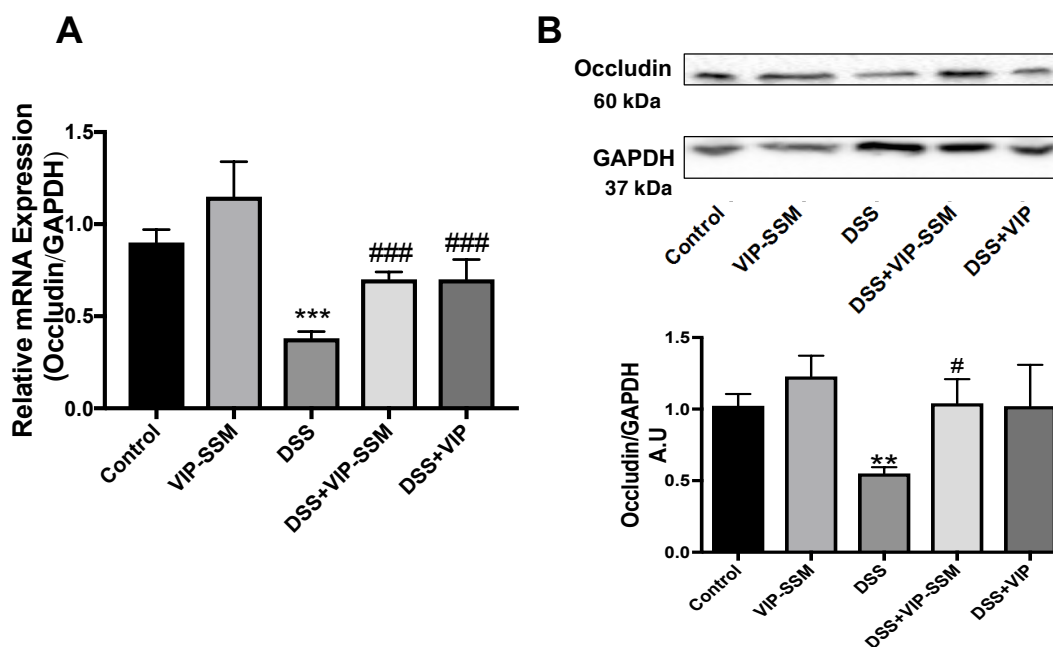 A
Relative mRNA Expression
(Occludin/GAPDH)
1.5
1.0
0.5
0.0
***
###
###
Control
VIP-SSM
DSS
DSS+VIP-SSM
DSS+VIP
B
Occludin
60 kDa
GAPDH
37 kDa
Control
VIP-SSM
DSS
DSS+VIP-SSM
DSS+VIP
Occludin/GAPDH
A.U
1.5
1.0
0.5
0.0
**
#
Control
VIP-SSM
DSS
DSS+VIP-SSM
DSS+VIP